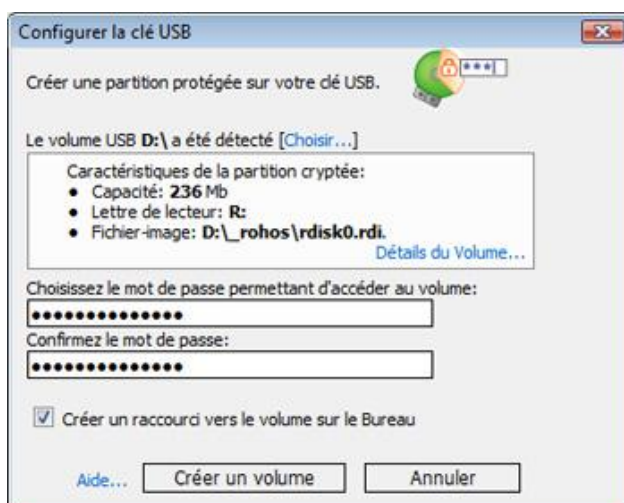 Configurer la clé USB
Créer une partition protégée sur votre clé USB.
Le volume USB D:\ a été détecté [Choisir...]
Caractéristiques de la partition cryptée:
• Capacité: 236 Mb
• Lettre de lecteur: R:
• Fichier-image: D:\_rohos\rdisk0.rdi.
Détails du Volume...
Choisissez le mot de passe permettant d'accéder au volume:
••••••••••••••
Confirmez le mot de passe:
••••••••••••••
Créer un raccourci vers le volume sur le Bureau
Aide... Créer un volume Annuler